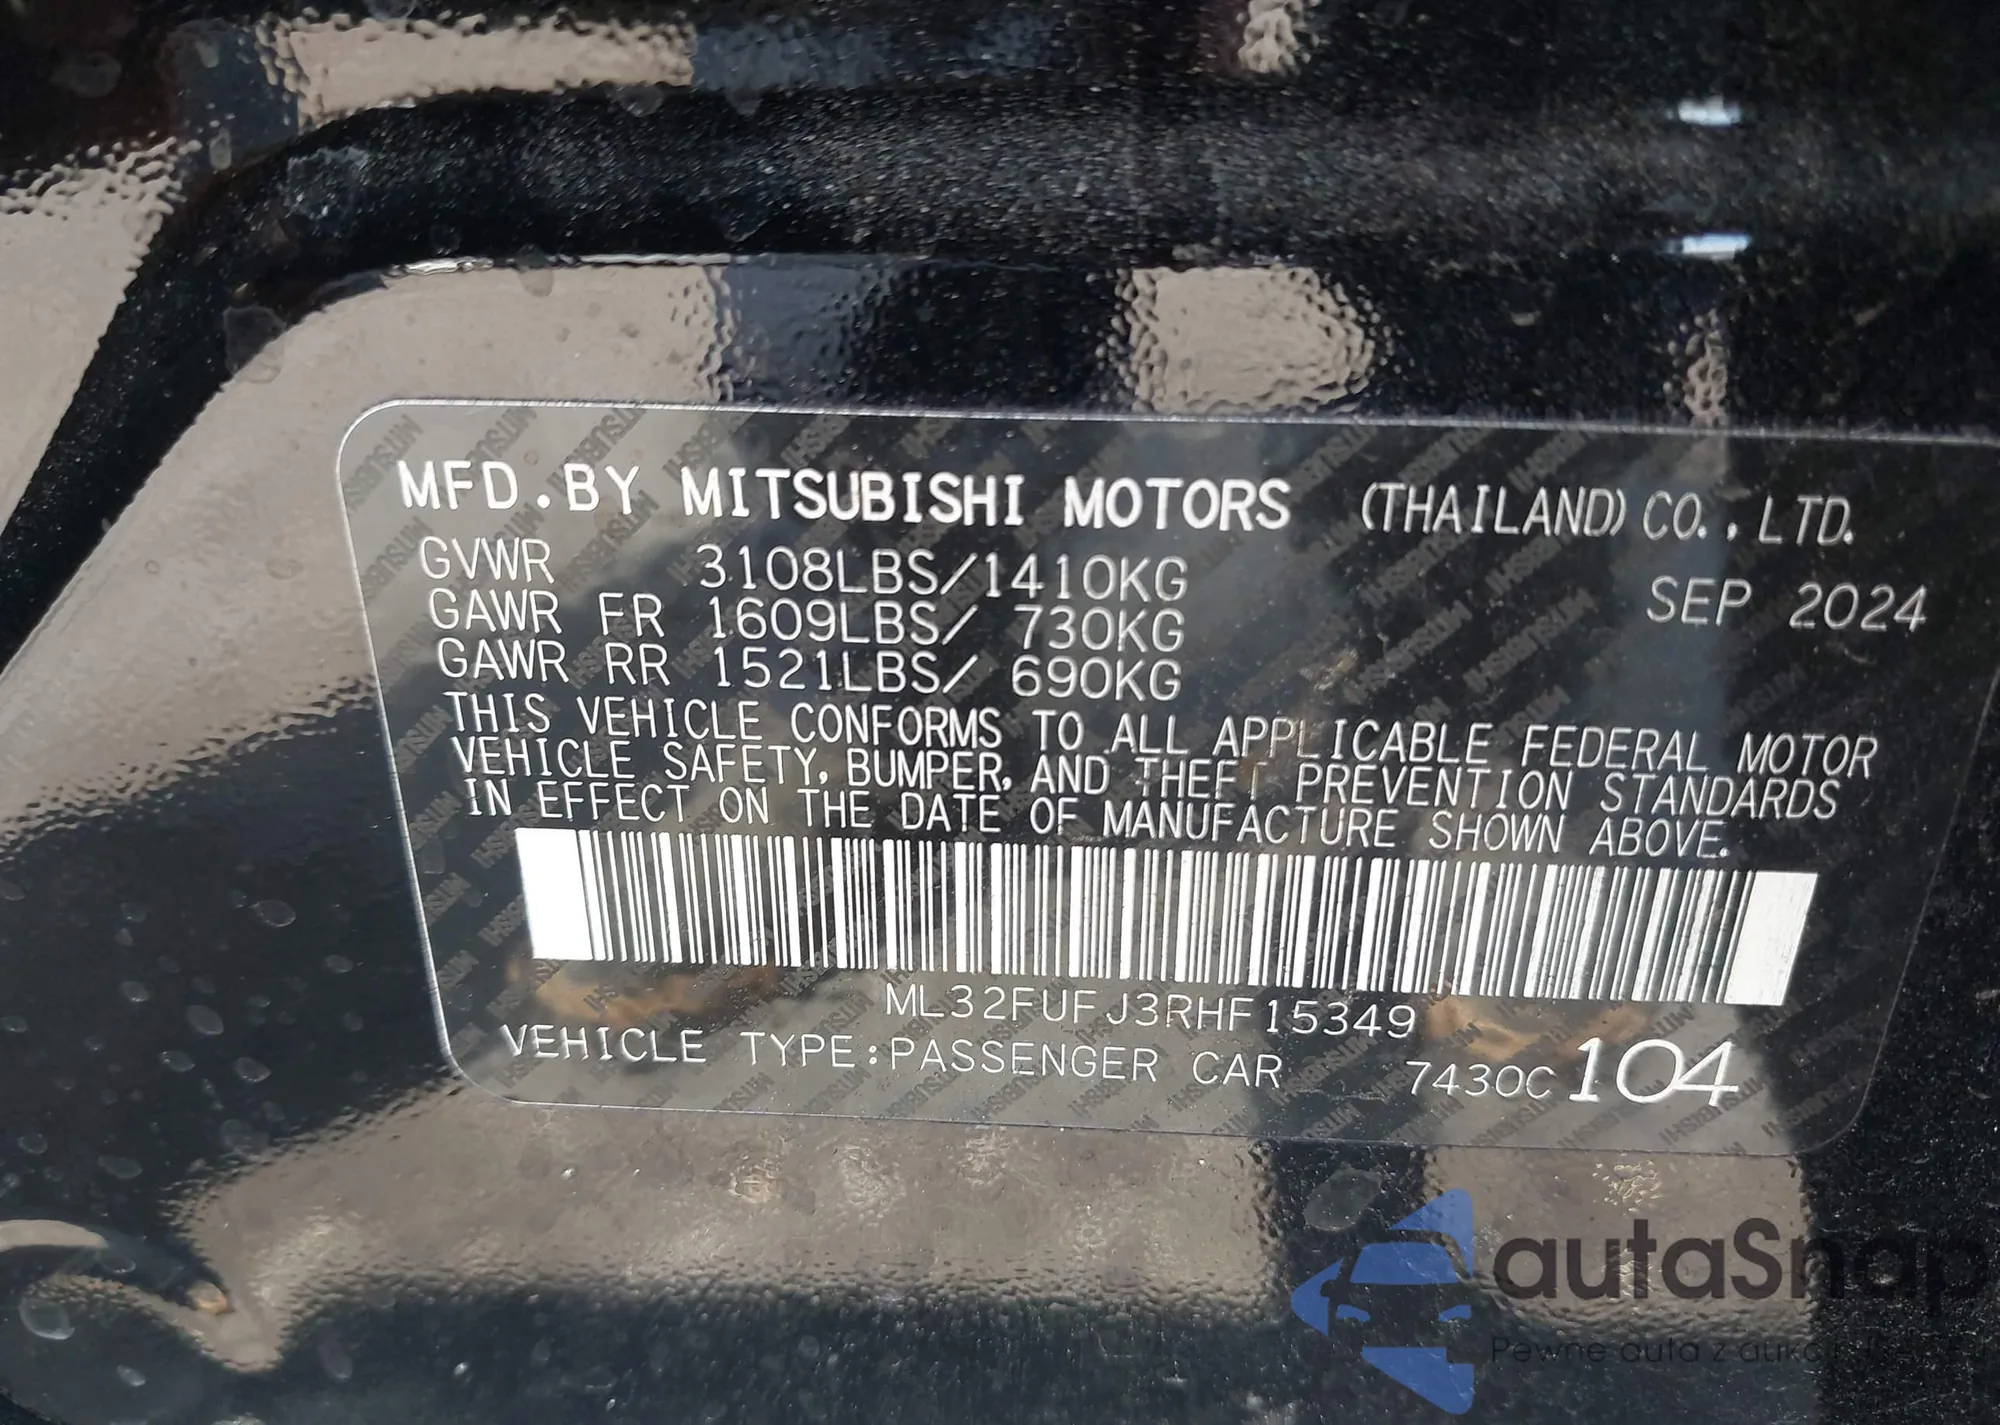 MFD.BY MITSUBISHI MOTORS (THAILAND) CO., LTD.
GVWR 3108LBS/1410KG SEP 2024
GAWR FR 1609LBS/ 730KG
GAWR RR 1521LBS/ 690KG
THIS VEHICLE CONFORMS TO ALL APPLICABLE FEDERAL MOTOR
VEHICLE SAFETY, BUMPER, AND THEFT PREVENTION STANDARDS
IN EFFECT ON THE DATE OF MANUFACTURE SHOWN ABOVE.
ML32FUFJ3RHF15349
VEHICLE TYPE:PASSENGER CAR 7430C 104
autaSnap
Pewne auta z